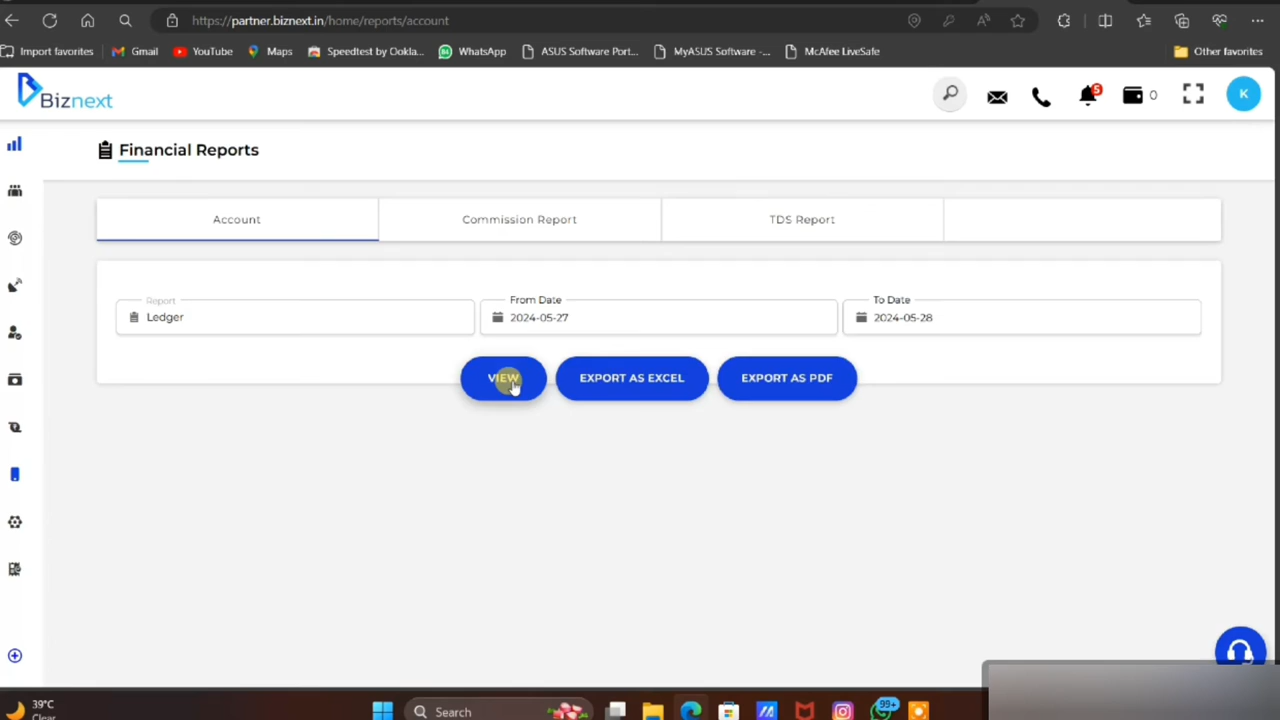 https://partner.biznext.in/home/reports/account
Import favorites Gmail YouTube Maps Speedtest by Ookla... WhatsApp ASUS Software Port... MyASUS Software -... McAfee LiveSafe Other favorites
Biznext 5 0 K
Financial Reports
Account Commission Report TDS Report
Report From Date To Date
Ledger 2024-05-27 2024-05-28
VIEW EXPORT AS EXCEL EXPORT AS PDF
39°C
Clear Search 99+